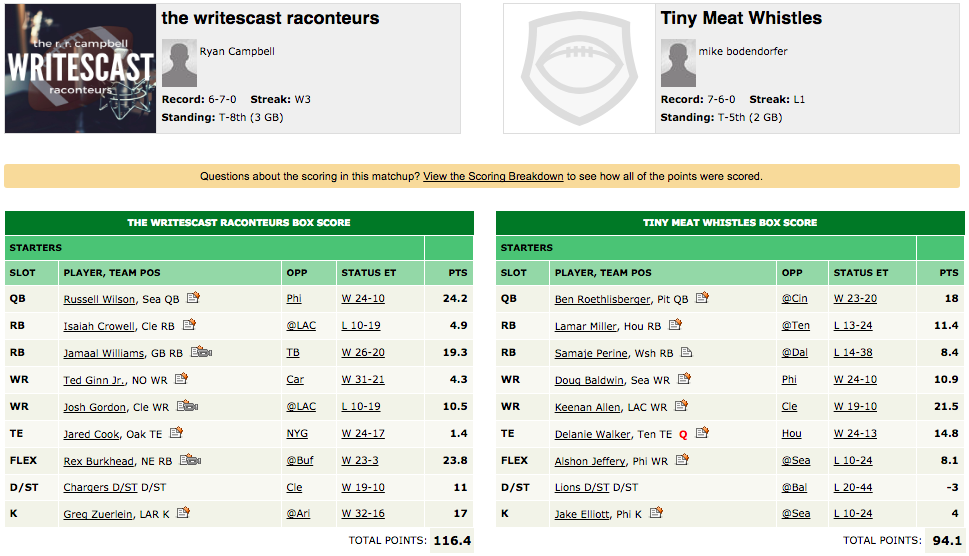 the writescast raconteurs
the r. r. campbell
WRITESCAST
raconteurs
Ryan Campbell
Record: 6-7-0 Streak: W3
Standing: T-8th (3 GB)
Tiny Meat Whistles
mike bodendorfer
Record: 7-6-0 Streak: L1
Standing: T-5th (2 GB)
Questions about the scoring in this matchup? View the Scoring Breakdown to see how all of the points were scored.
THE WRITESCAST RACONTEURS BOX SCORE
STARTERS
SLOT PLAYER, TEAM POS OPP STATUS ET PTS
QB Russell Wilson, Sea QB Phi W 24-10 24.2
RB Isaiah Crowell, Cle RB @LAC L 10-19 4.9
RB Jamaal Williams, GB RB TB W 26-20 19.3
WR Ted Ginn Jr., NO WR Car W 31-21 4.3
WR Josh Gordon, Cle WR @LAC L 10-19 10.5
TE Jared Cook, Oak TE NYG W 24-17 1.4
FLEX Rex Burkhead, NE RB @Buf W 23-3 23.8
D/ST Chargers D/ST D/ST Cle W 19-10 11
K Greg Zuerlein, LAR K @Ari W 32-16 17
TOTAL POINTS: 116.4
TINY MEAT WHISTLES BOX SCORE
STARTERS
SLOT PLAYER, TEAM POS OPP STATUS ET PTS
QB Ben Roethlisberger, Pit QB @Cin W 23-20 18
RB Lamar Miller, Hou RB @Ten L 13-24 11.4
RB Samaje Perine, Wsh RB @Dal L 14-38 8.4
WR Doug Baldwin, Sea WR Phi W 24-10 10.9
WR Keenan Allen, LAC WR Cle W 19-10 21.5
TE Delanie Walker, Ten TE Q Hou W 24-13 14.8
FLEX Alshon Jeffery, Phi WR @Sea L 10-24 8.1
D/ST Lions D/ST D/ST @Bal L 20-44 -3
K Jake Elliott, Phi K @Sea L 10-24 4
TOTAL POINTS: 94.1